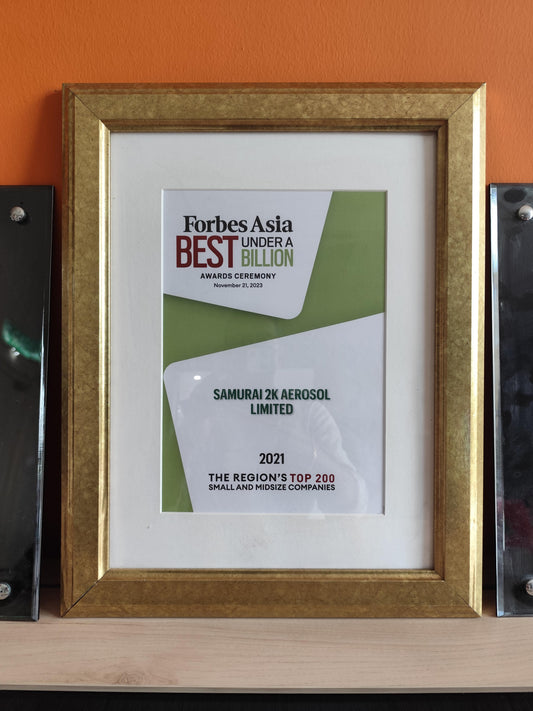 Forbes Asia
BEST UNDER A BILLION
AWARDS CEREMONY
November 21, 2023
SAMURAI 2K AEROSOL
LIMITED
2021
THE REGION'S TOP 200
SMALL AND MIDSIZE COMPANIES